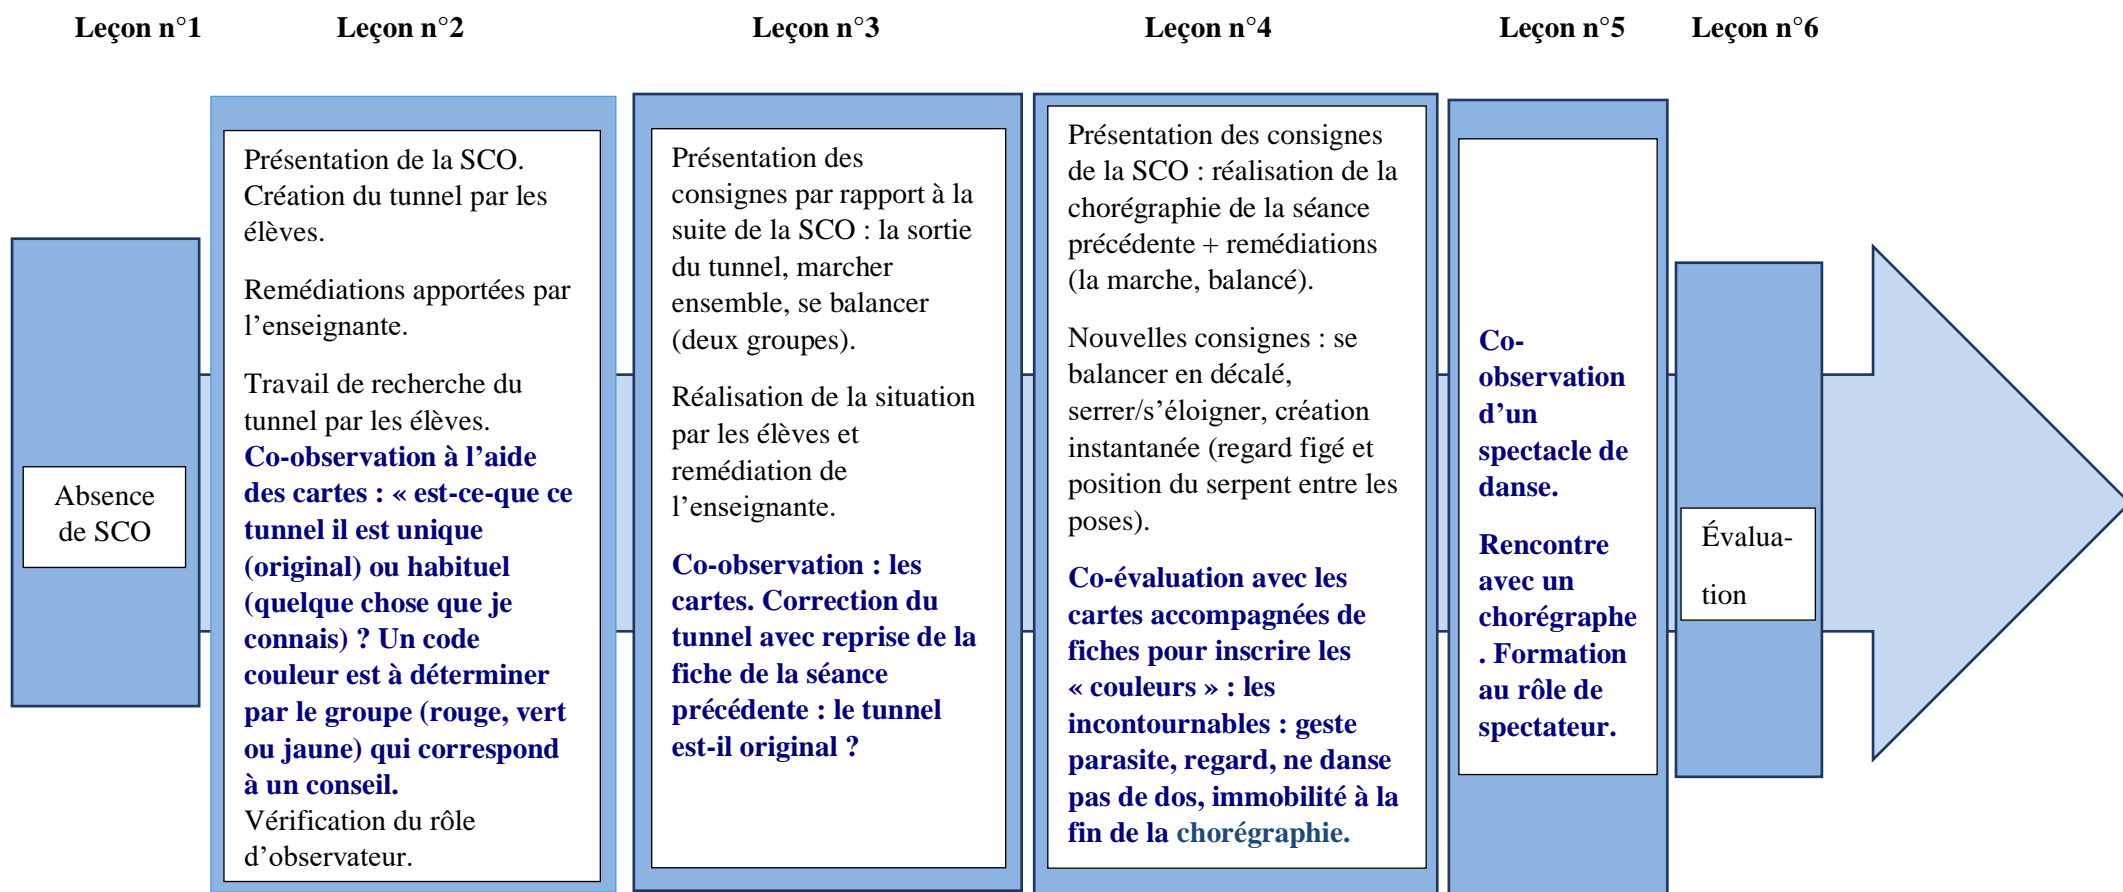 Leçon n°1 Leçon n°2 Leçon n°3 Leçon n°4 Leçon n°5 Leçon n°6
Absence
de SCO
Présentation de la SCO.
Création du tunnel par les
élèves.
Remédiations apportées par
l’enseignante.
Travail de recherche du
tunnel par les élèves.
Co-observation à l’aide
des cartes : « est-ce-que ce
tunnel il est unique
(original) ou habituel
(quelque chose que je
connais) ? Un code
couleur est à déterminer
par le groupe (rouge, vert
ou jaune) qui correspond
à un conseil.
Vérification du rôle
d’observateur.
Présentation des
consignes par rapport à la
suite de la SCO : la sortie
du tunnel, marcher
ensemble, se balancer
(deux groupes).
Réalisation de la situation
par les élèves et
remédiation de
l’enseignante.
Co-observation : les
cartes. Correction du
tunnel avec reprise de la
fiche de la séance
précédente : le tunnel
est-il original ?
Présentation des consignes
de la SCO : réalisation de la
chorégraphie de la séance
précédente + remédiations
(la marche, balancé).
Nouvelles consignes : se
balancer en décalé,
serrer/s’éloigner, création
instantanée (regard figé et
position du serpent entre les
poses).
Co-évaluation avec les
cartes accompagnées de
fiches pour inscrire les
« couleurs » : les
incontournables : geste
parasite, regard, ne danse
pas de dos, immobilité à la
fin de la chorégraphie.
Co-
observation
d’un
spectacle de
danse.
Rencontre
avec un
chorégraphe
. Formation
au rôle de
spectateur.
Évalua-
tion